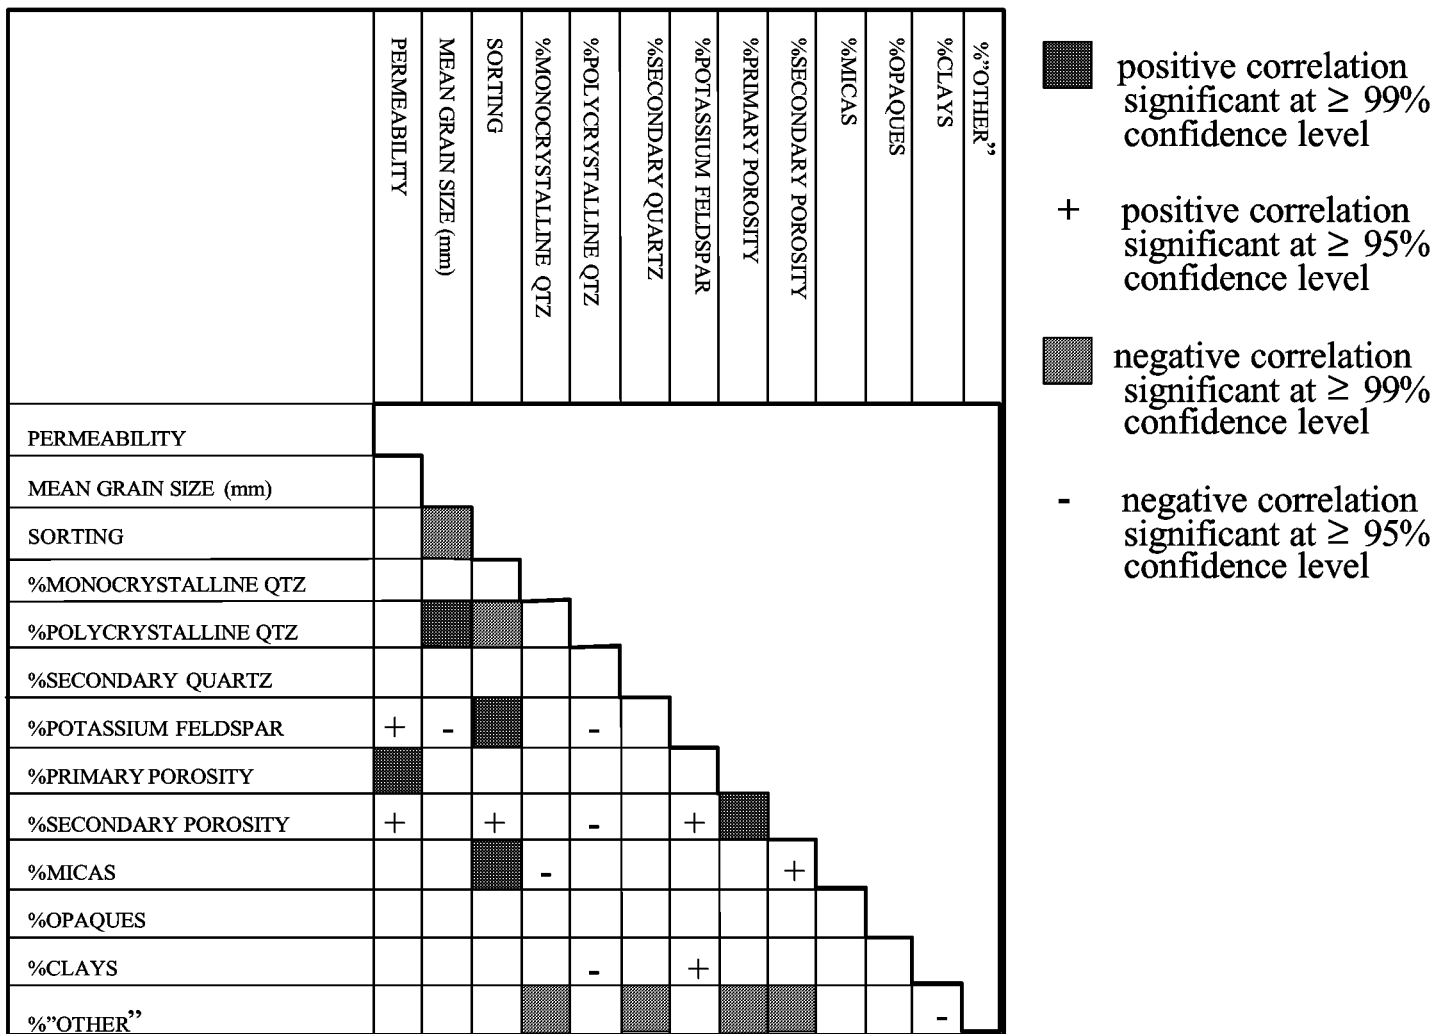 PERMEABILITY
MEAN GRAIN SIZE (mm)
SORTING
%MONOCRYSTALLINE QTZ
%POLYCRYSTALLINE QTZ
%SECONDARY QUARTZ
%POTASSIUM FELDSPAR
%PRIMARY POROSITY
%SECONDARY POROSITY
%MICAS
%OPAQUES
%CLAYS
%”OTHER”
PERMEABILITY
MEAN GRAIN SIZE (mm)
SORTING
%MONOCRYSTALLINE QTZ
%POLYCRYSTALLINE QTZ
%SECONDARY QUARTZ
%POTASSIUM FELDSPAR + - -
%PRIMARY POROSITY
%SECONDARY POROSITY + + - +
%MICAS - +
%OPAQUES
%CLAYS - +
%”OTHER” -
positive correlation
significant at ≥ 99%
confidence level
+ positive correlation
significant at ≥ 95%
confidence level
negative correlation
significant at ≥ 99%
confidence level
- negative correlation
significant at ≥ 95%
confidence level